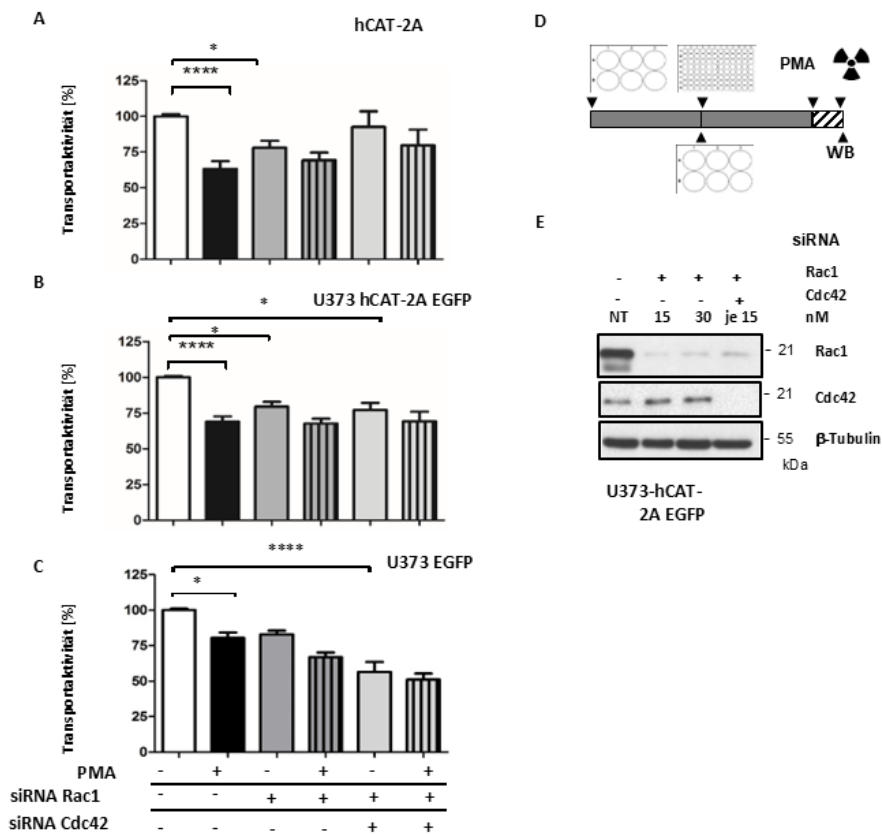 A
hCAT-2A
*
****
Transportaktivität [%]
125
100
75
50
25
0
B
U373 hCAT-2A EGFP
*
*
****
Transportaktivität [%]
125
100
75
50
25
0
C
U373 EGFP
****
*
Transportaktivität [%]
125
100
75
50
25
0
PMA - + - + - +
siRNA Rac1 - - + + + +
siRNA Cdc42 - - - - + +
D
PMA
WB
E
siRNA
- + + + Rac1
- - - + Cdc42
NT 15 30 je 15 nM
- 21 Rac1
- 21 Cdc42
- 55 β-Tubulin
kDa
U373-hCAT-
2A EGFP